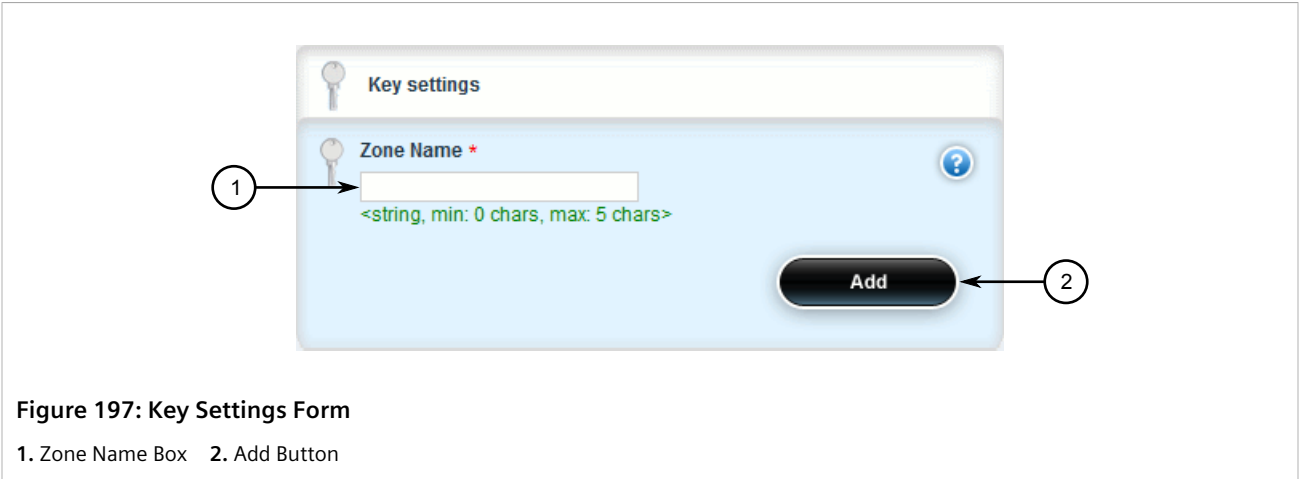 Key settings
Zone Name *
?
1
<string, min: 0 chars, max: 5 chars>
Add
2
Figure 197: Key Settings Form
1. Zone Name Box 2. Add Button